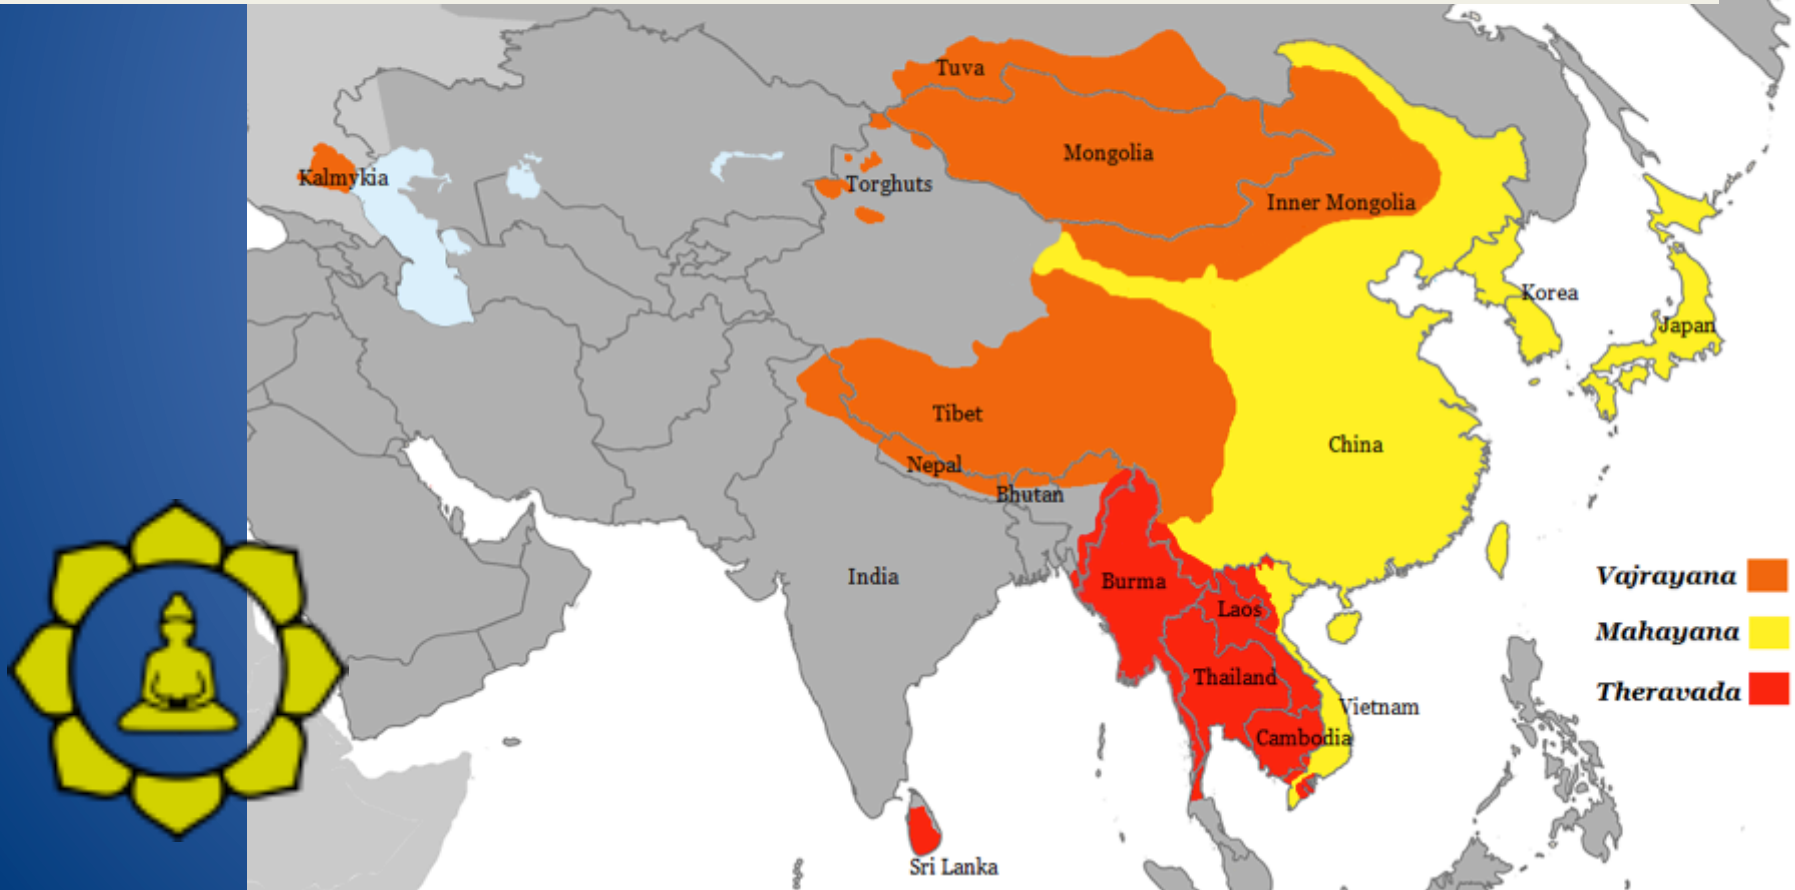 Tuva
Mongolia
Kalmykia
Torghuts
Inner Mongolia
Korea
Japan
Tibet
China
Nepal
Bhutan
India
Burma
Laos
Thailand
Vietnam
Cambodia
Sri Lanka
Vajrayana
Mahayana
Theravada